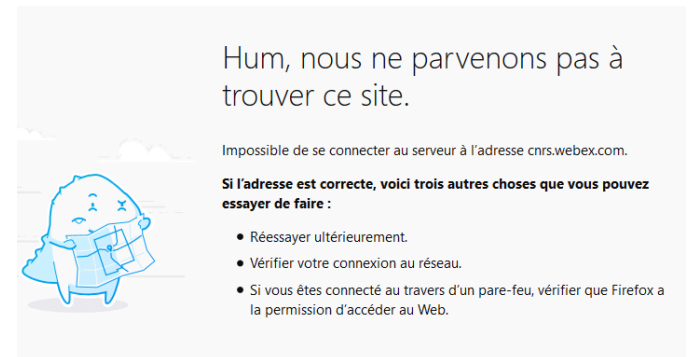 Hum, nous ne parvenons pas à
trouver ce site.
Impossible de se connecter au serveur à l’adresse cnrs.webex.com.
Si l’adresse est correcte, voici trois autres choses que vous pouvez
essayer de faire :
• Réessayer ultérieurement.
• Vérifier votre connexion au réseau.
• Si vous êtes connecté au travers d’un pare-feu, vérifier que Firefox a
la permission d’accéder au Web.